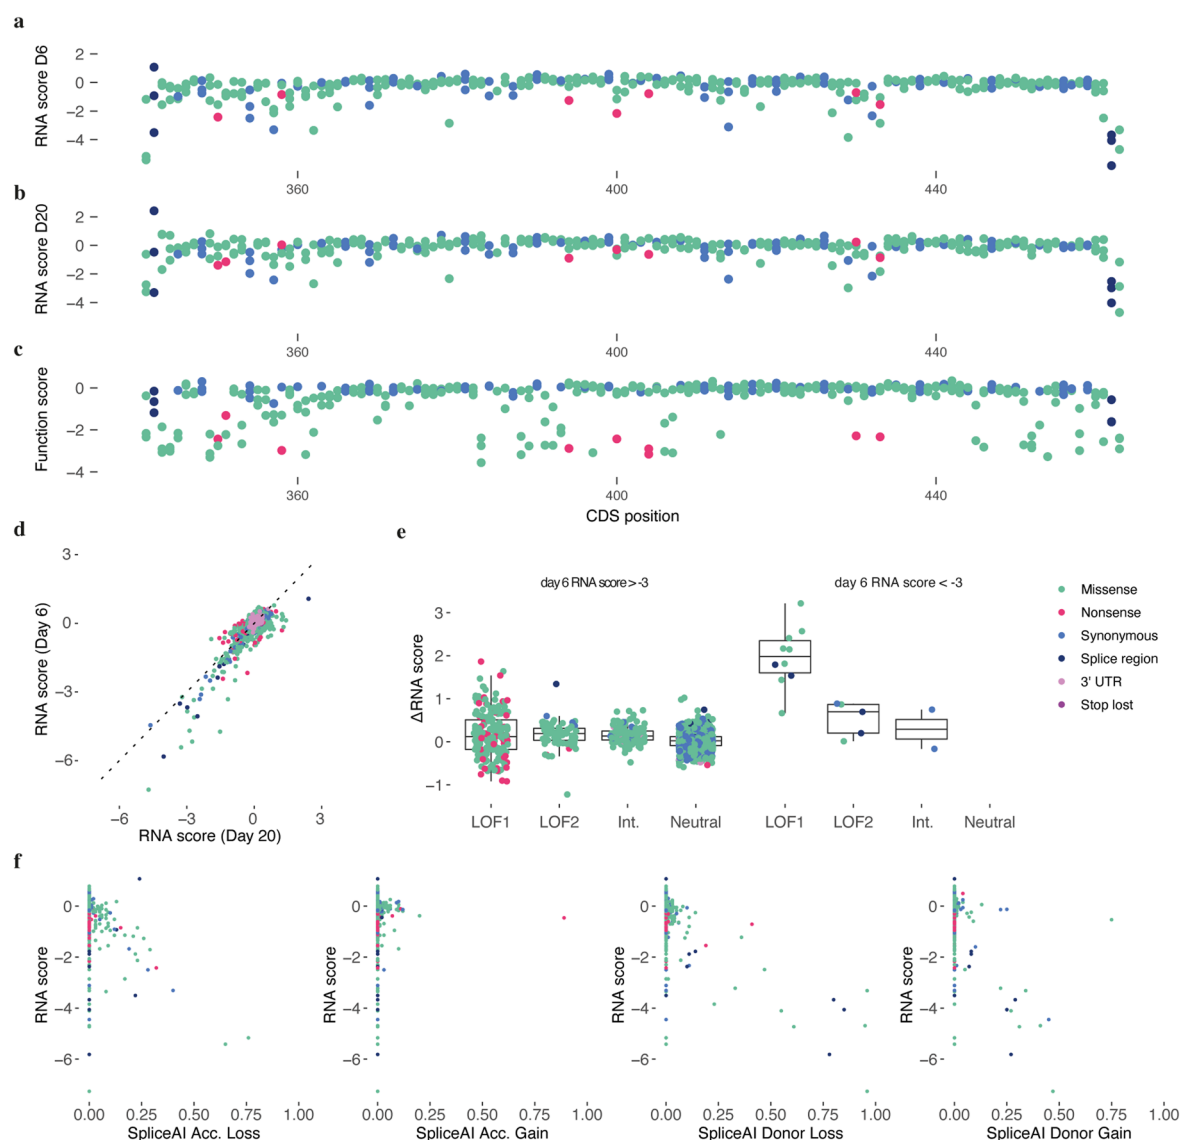 a
RNA score D6
2
0
−2
−4
360
400
440
b
RNA score D20
2
0
−2
−4
360
400
440
c
Function score
0
−2
−4
360
400
440
CDS position
d
RNA score (Day 6)
3
0
−3
−6
−6
−3
0
3
RNA score (Day 20)
e
day 6 RNA score > -3
day 6 RNA score < -3
ΔRNA score
3
2
1
0
−1
LOF1
LOF2
Int.
Neutral
LOF1
LOF2
Int.
Neutral
Missense
Nonsense
Synonymous
Splice region
3' UTR
Stop lost
f
RNA score
0
−2
−4
−6
0.00 0.25 0.50 0.75 1.00
SpliceAI Acc. Loss
RNA score
0
−2
−4
−6
0.00 0.25 0.50 0.75 1.00
SpliceAI Acc. Gain
RNA score
0
−2
−4
−6
0.00 0.25 0.50 0.75 1.00
SpliceAI Donor Loss
RNA score
0
−2
−4
−6
0.00 0.25 0.50 0.75 1.00
SpliceAI Donor Gain